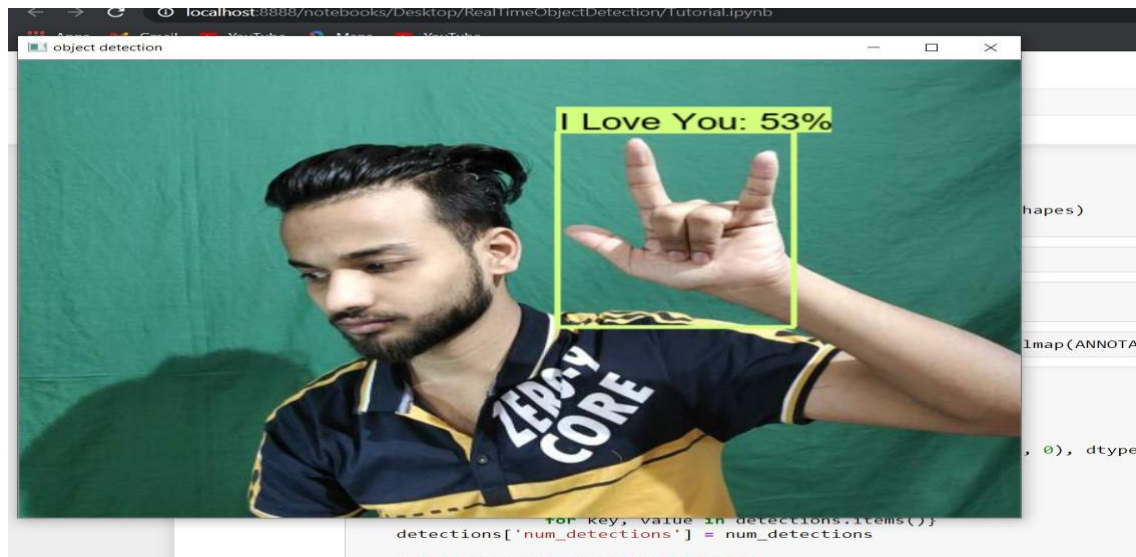 localhost:8888/notebooks/Desktop/RealTimeObjectDetection/Tutorial.ipynb
Apps Gmail YouTube Maps YouTube
object detection
I Love You: 53%
hapes)
lmap(ANNOTA
ZERO-Y
CORE
, 0), dtype
for key, value in detections.items()}
detections['num_detections'] = num_detections